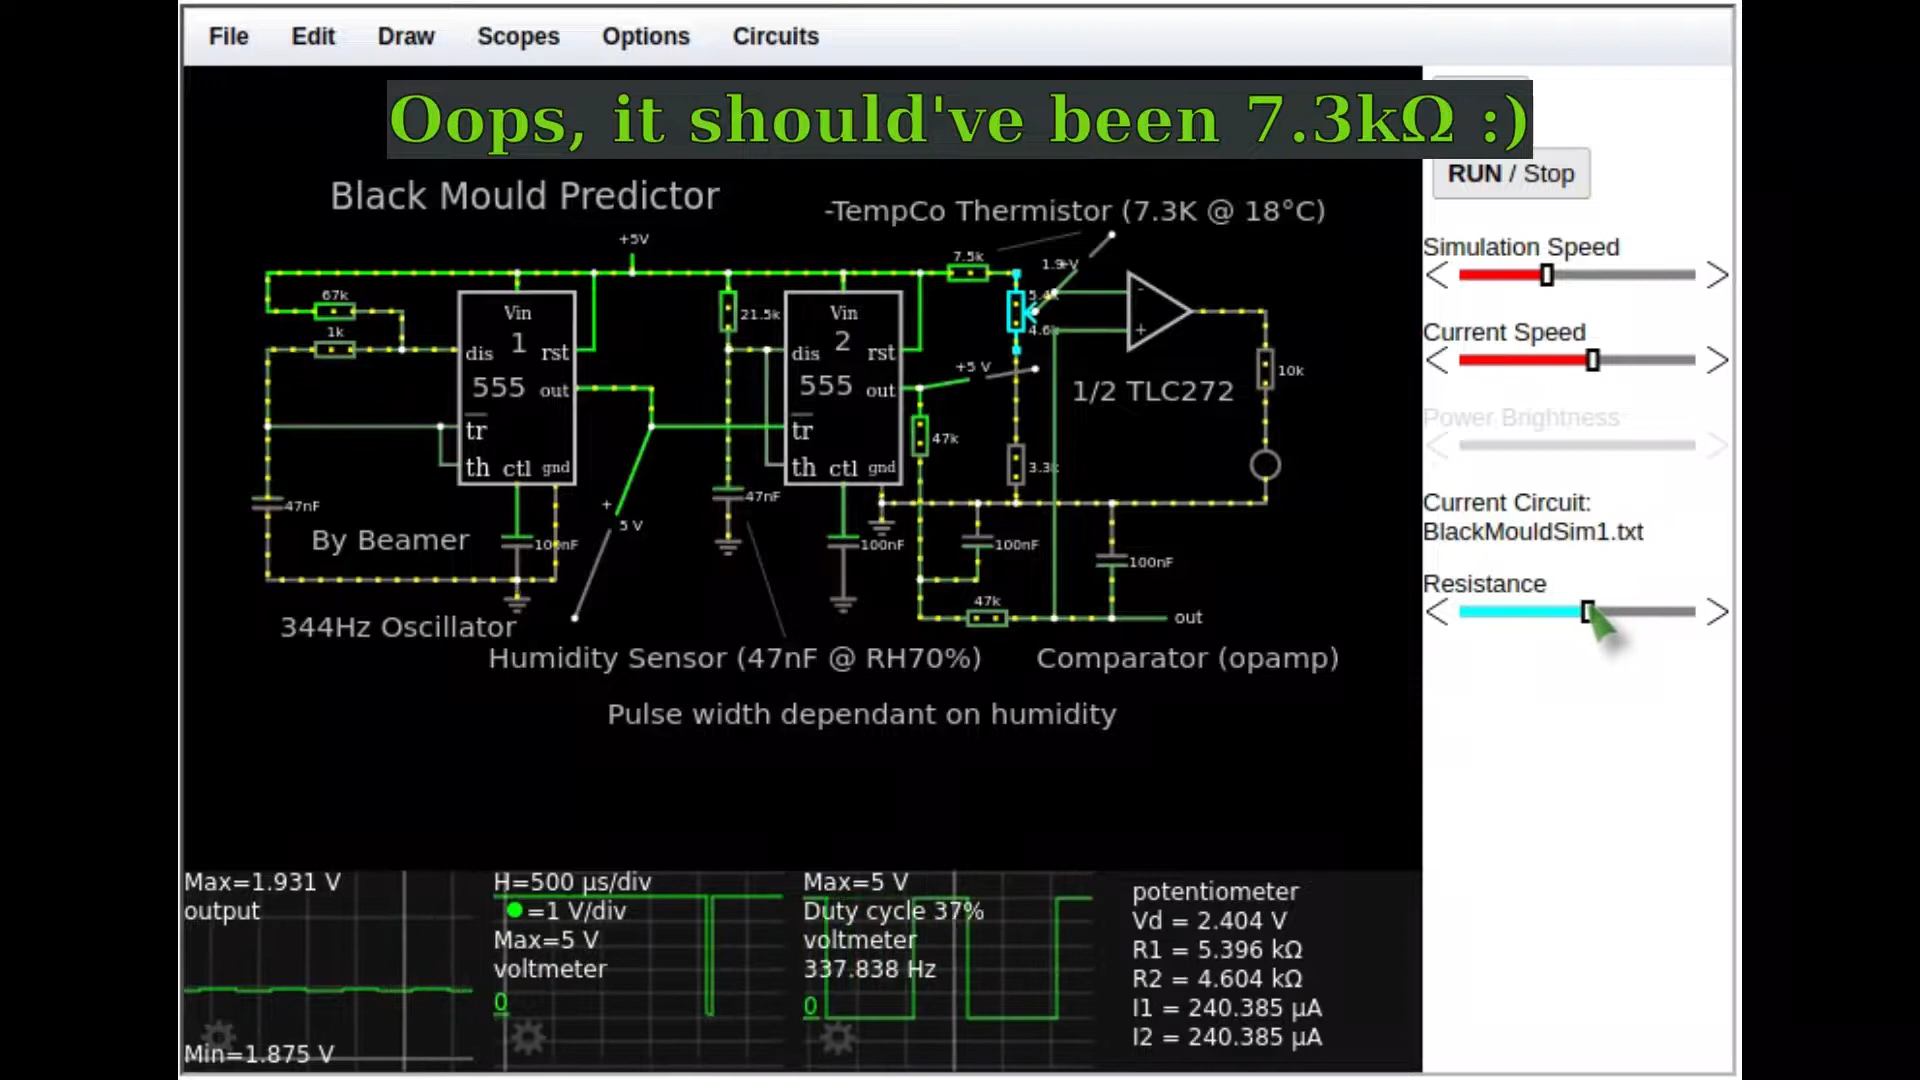 File Edit Draw Scopes Options Circuits
Oops, it should've been 7.3kΩ :)
RUN / Stop
Black Mould Predictor
-TempCo Thermistor (7.3K @ 18°C)
Simulation Speed
Current Speed
Power Brightness
Current Circuit:
BlackMouldSim1.txt
Resistance
+5V
67k
1k
Vin
1
dis
rst
555
out
tr
th ctl gnd
47nF
100nF
By Beamer
344Hz Oscillator
+
5 V
21.5k
47nF
Vin
2
dis
rst
555
out
tr
th ctl gnd
100nF
7.5k
+5 V
47k
3.3k
100nF
47k
100nF
out
-
+
1/2 TLC272
10k
Humidity Sensor (47nF @ RH70%)
Comparator (opamp)
Pulse width dependant on humidity
Max=1.931 V
output
Min=1.875 V
H=500 µs/div
=1 V/div
Max=5 V
voltmeter
0
Max=5 V
Duty cycle 37%
voltmeter
337.838 Hz
0
potentiometer
Vd = 2.404 V
R1 = 5.396 kΩ
R2 = 4.604 kΩ
I1 = 240.385 µA
I2 = 240.385 µA